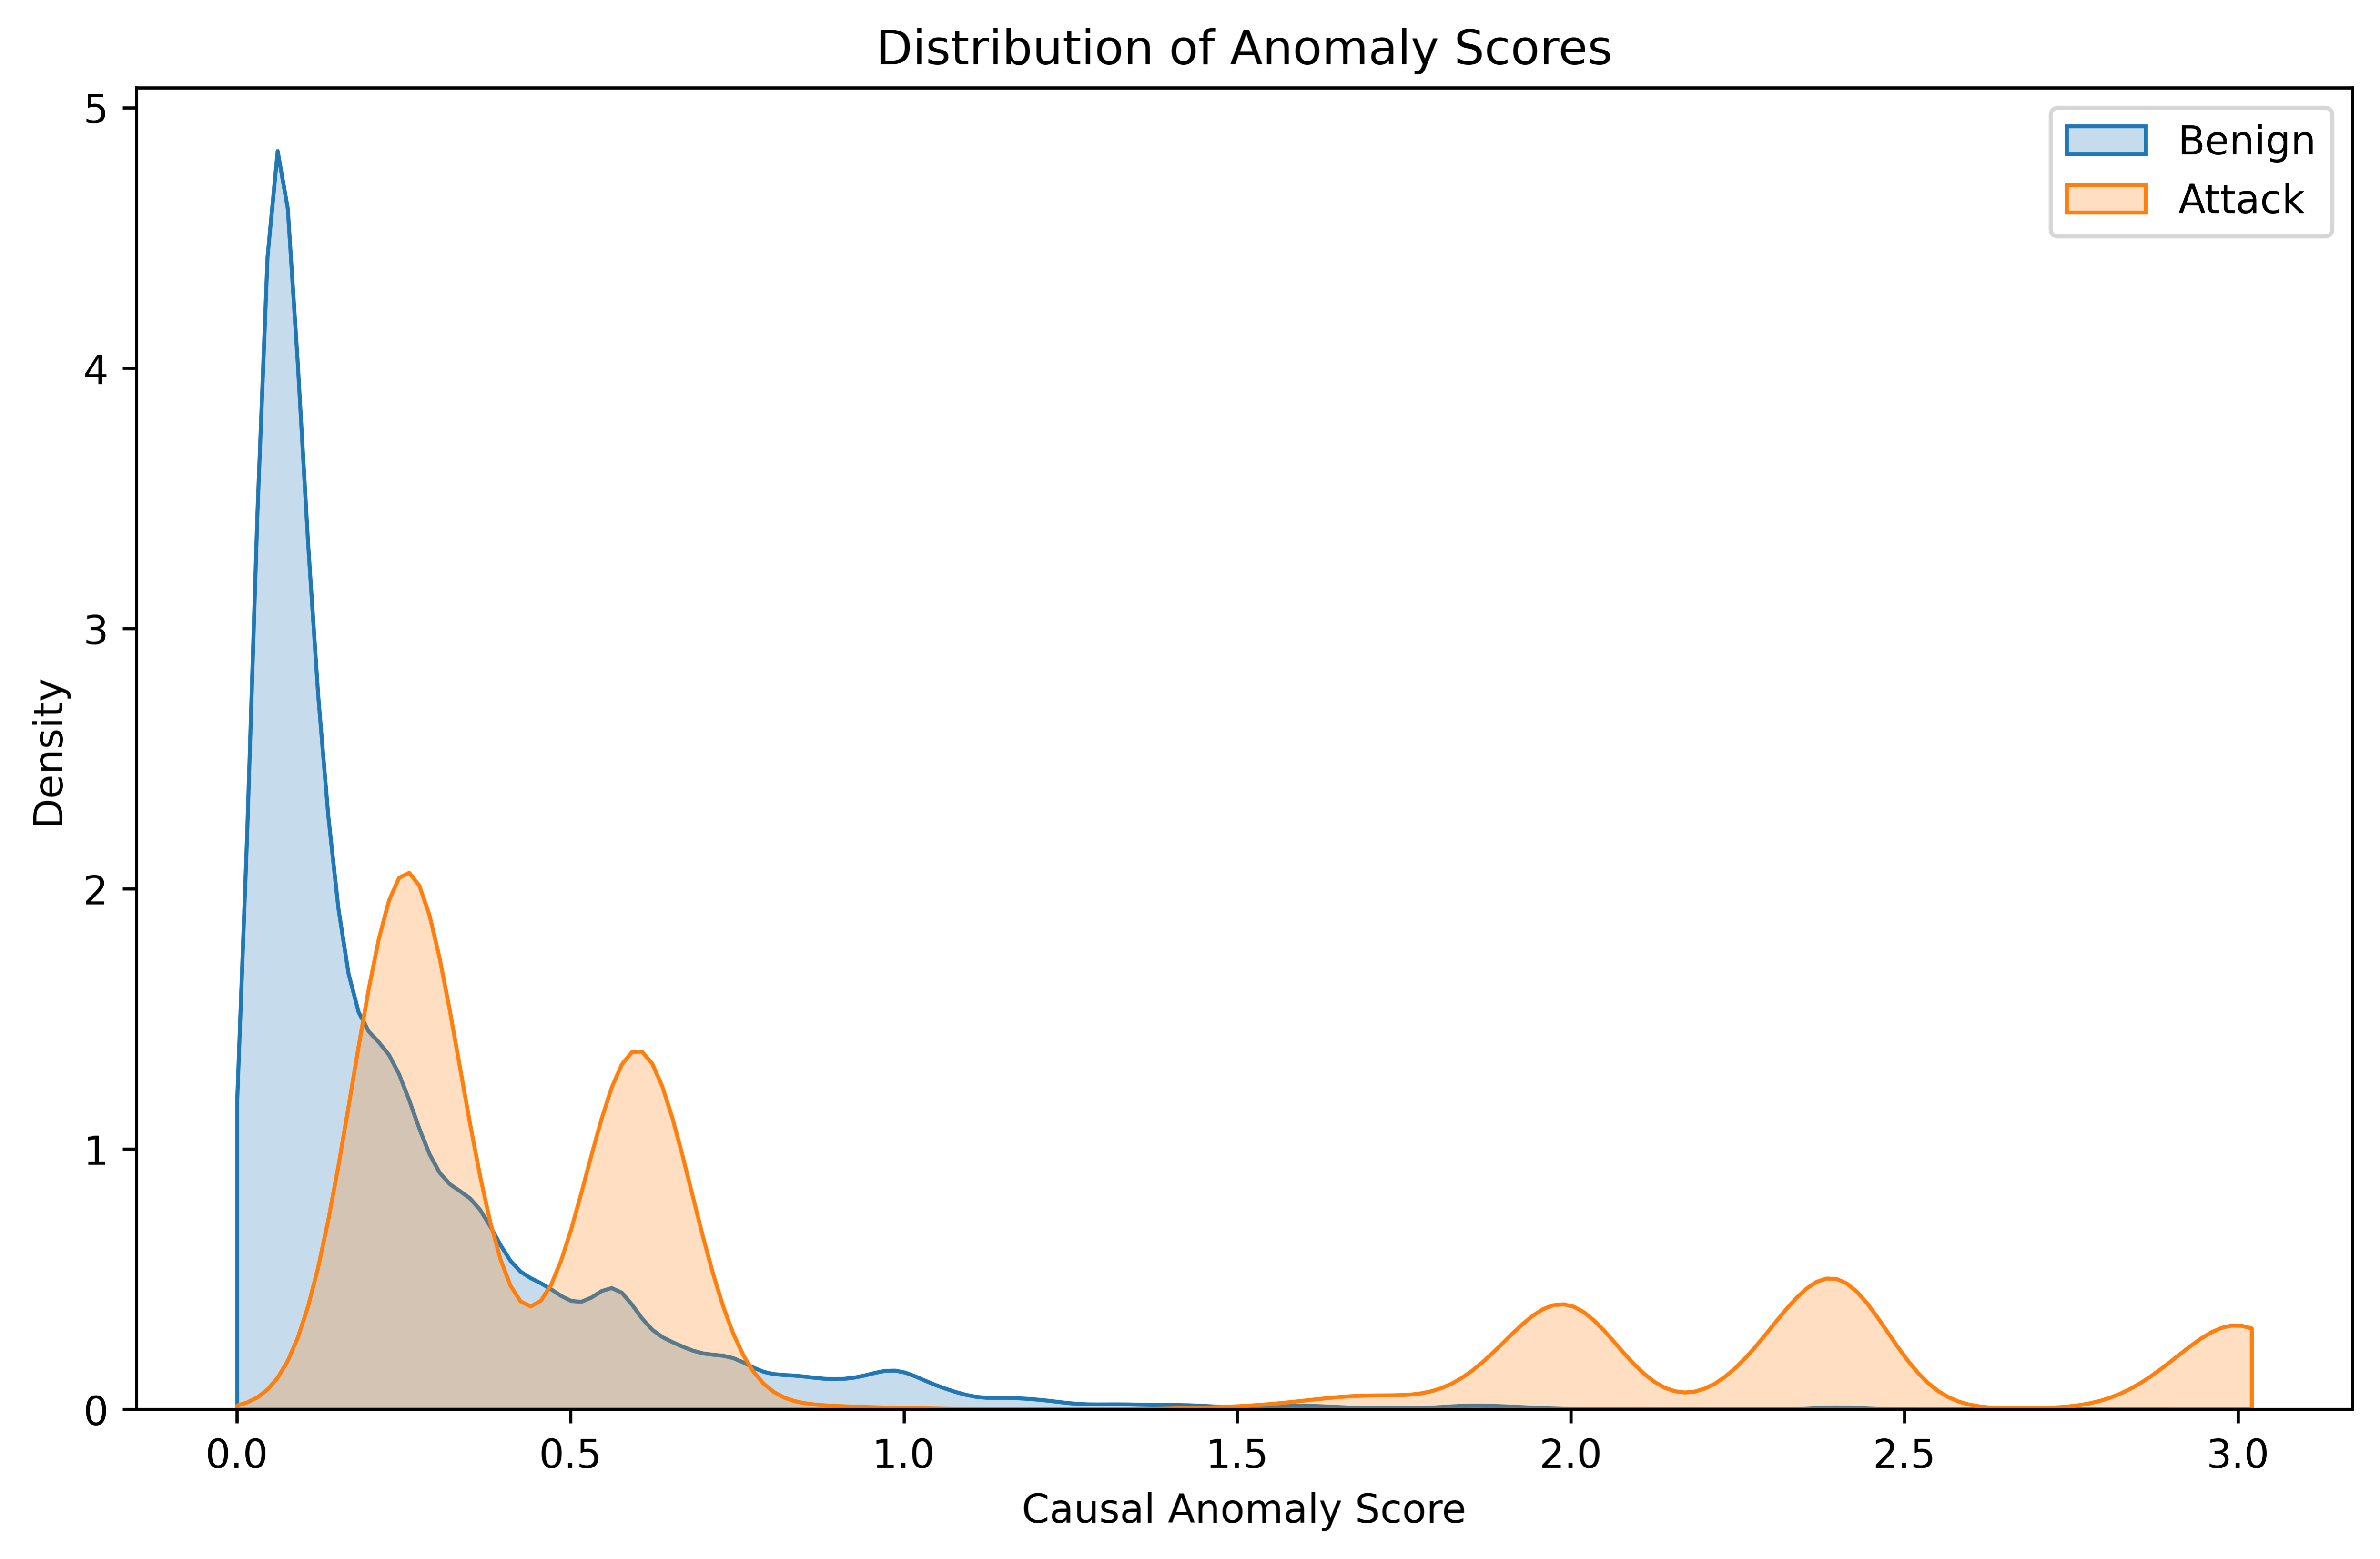 Distribution of Anomaly Scores
Benign
Attack
5
4
3
2
1
0
Density
0.0 0.5 1.0 1.5 2.0 2.5 3.0
Causal Anomaly Score